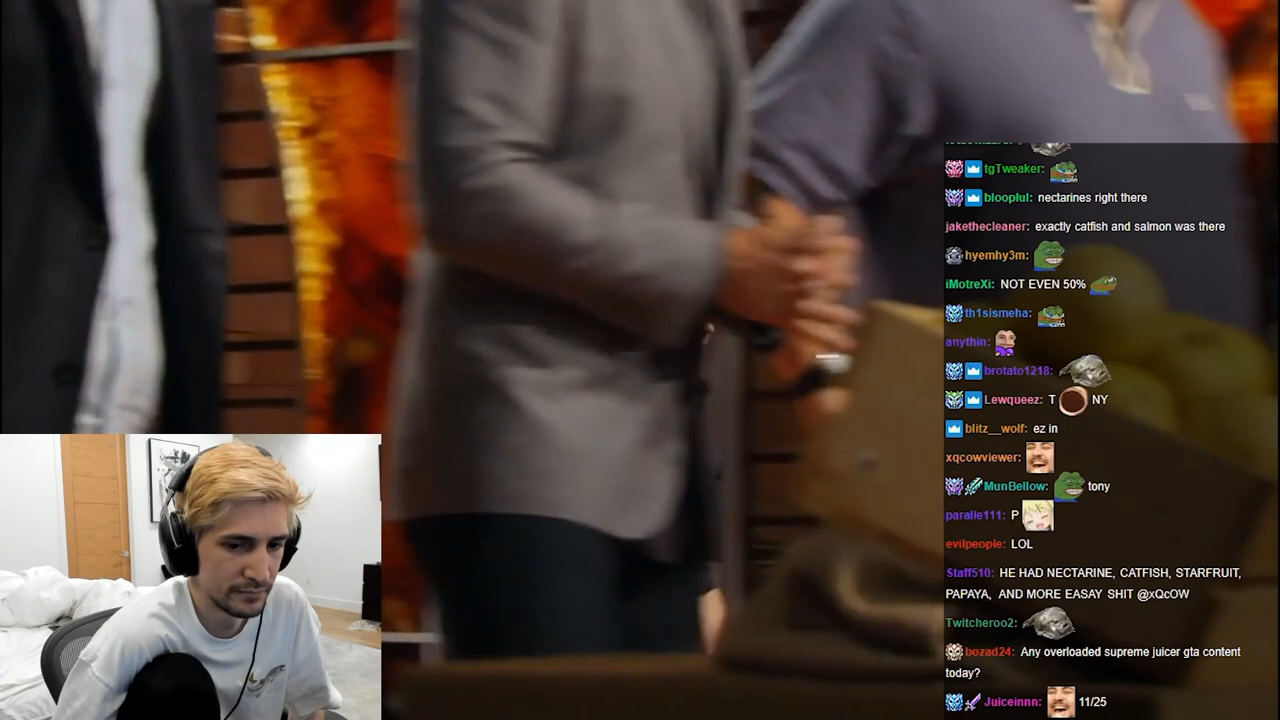 tgTweaker:
blooplul: nectarines right there
jakethecleaner: exactly catfish and salmon was there
hyemhy3m:
iMotreXi: NOT EVEN 50%
th1sismeha:
anythin:
brotato1218:
Lewqueez: T NY
blitz__wolf: ez in
xqcowviewer:
MunBellow: tony
paralie111: P
evilpeople: LOL
Staff510: HE HAD NECTARINE, CATFISH, STARFRUIT,
PAPAYA, AND MORE EASAY SHIT @xQcOW
Twitcheroo2:
bozad24: Any overloaded supreme juicer gta content
today?
Juiceinnn: 11/25